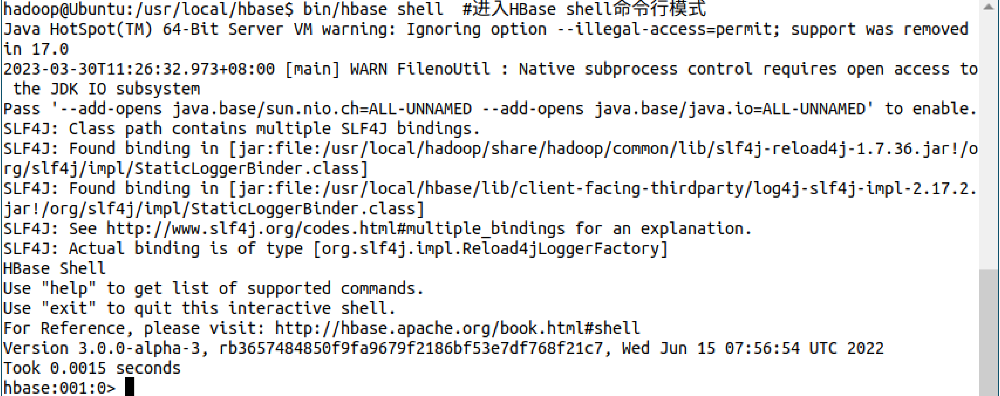 hadoop@Ubuntu:/usr/local/hbase$ bin/hbase shell  #进入HBase shell命令行模式
Java HotSpot(TM) 64-Bit Server VM warning: Ignoring option --illegal-access=permit; support was removed
in 17.0
2023-03-30T11:26:32.973+08:00 [main] WARN FilenoUtil : Native subprocess control requires open access to
 the JDK IO subsystem
Pass '--add-opens java.base/sun.nio.ch=ALL-UNNAMED --add-opens java.base/java.io=ALL-UNNAMED' to enable.
SLF4J: Class path contains multiple SLF4J bindings.
SLF4J: Found binding in [jar:file:/usr/local/hadoop/share/hadoop/common/lib/slf4j-reload4j-1.7.36.jar!/o
rg/slf4j/impl/StaticLoggerBinder.class]
SLF4J: Found binding in [jar:file:/usr/local/hbase/lib/client-facing-thirdparty/log4j-slf4j-impl-2.17.2.
jar!/org/slf4j/impl/StaticLoggerBinder.class]
SLF4J: See http://www.slf4j.org/codes.html#multiple_bindings for an explanation.
SLF4J: Actual binding is of type [org.slf4j.impl.Reload4jLoggerFactory]
HBase Shell
Use "help" to get list of supported commands.
Use "exit" to quit this interactive shell.
For Reference, please visit: http://hbase.apache.org/book.html#shell
Version 3.0.0-alpha-3, rb3657484850f9fa9679f2186bf53e7df768f21c7, Wed Jun 15 07:56:54 UTC 2022
Took 0.0015 seconds
hbase:001:0>